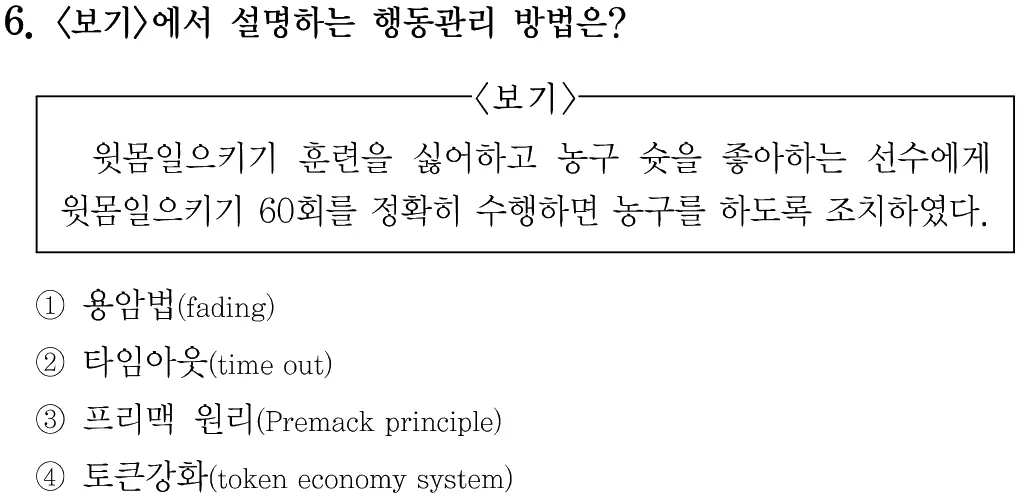 6. 〈보기〉에서 설명하는 행동관리 방법은?
〈보기〉
윗몸일으키기 훈련을 싫어하고 농구 슛을 좋아하는 선수에게
윗몸일으키기 60회를 정확히 수행하면 농구를 하도록 조치하였다.
① 용암법(fading)
② 타임아웃(time out)
③ 프리맥 원리(Premack principle)
④ 토큰강화(token economy system)